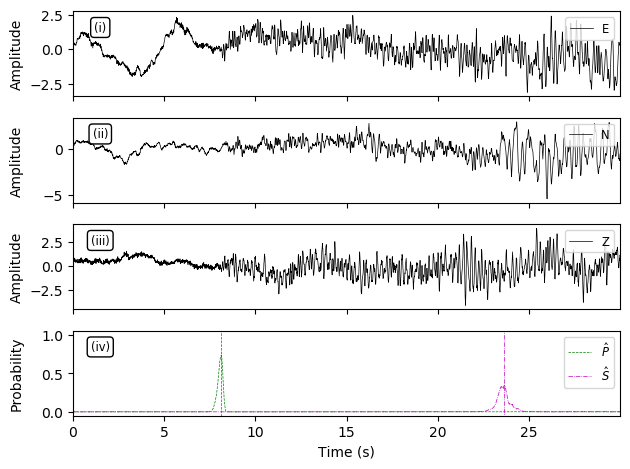 2.5
0.0
−2.5
Amplitude
(i)
E
0
−5
Amplitude
(ii)
N
2.5
0.0
−2.5
Amplitude
(iii)
Z
1.0
0.5
0.0
Probability
(iv)
P̂
Ŝ
0 5 10 15 20 25
Time (s)